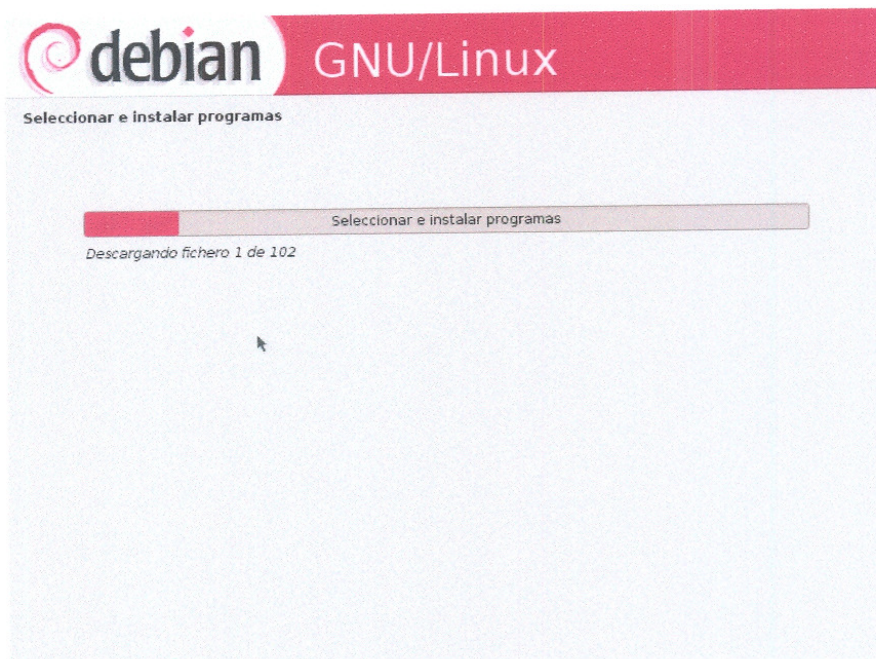 debian GNU/Linux
Seleccionar e instalar programas
Seleccionar e instalar programas
Descargando fichero 1 de 102